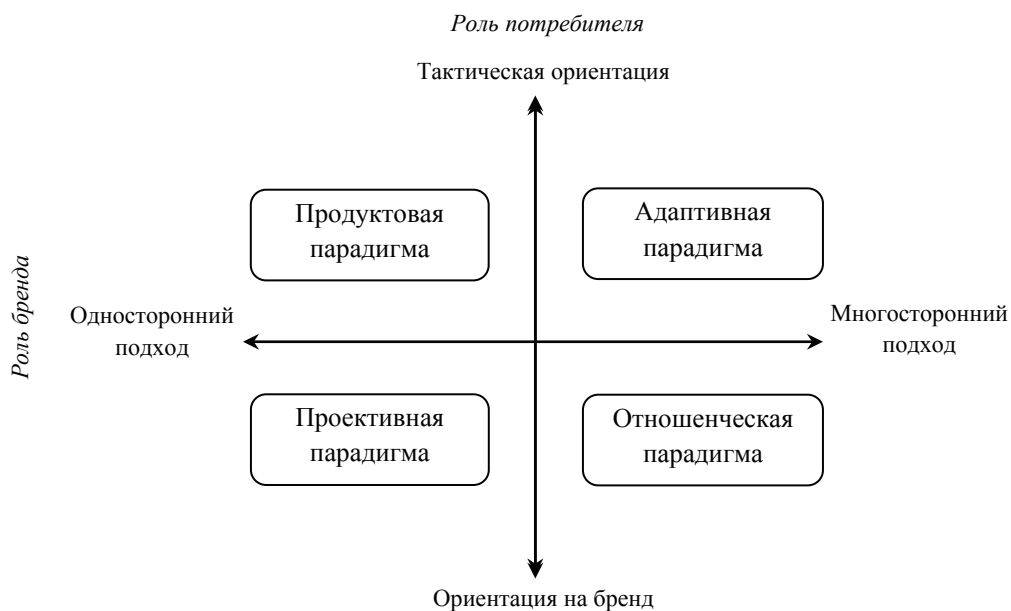 Роль потребителя
Тактическая ориентация
Продуктовая
парадигма
Адаптивная
парадигма
Роль бренда
Односторонний
подход
Многосторонний
подход
Проективная
парадигма
Отношенческая
парадигма
Ориентация на бренд